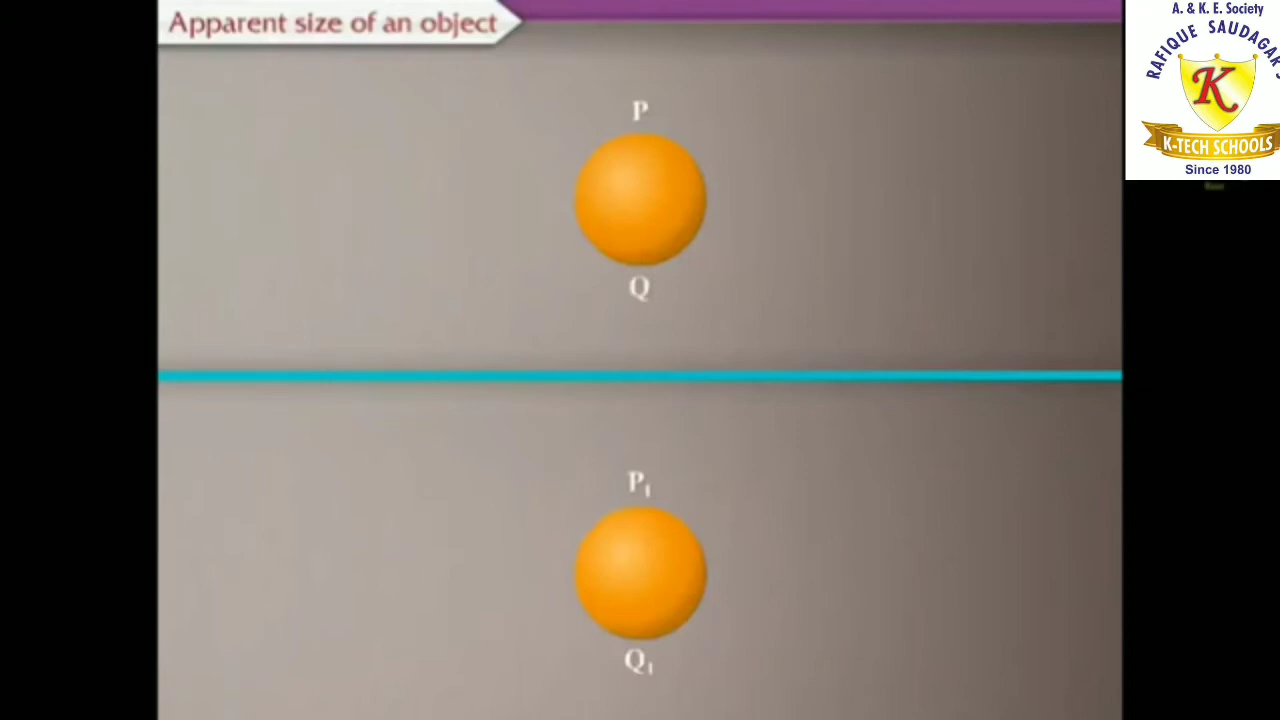 Apparent size of an object
A. & K. E. Society
RAFIQUE SAUDAGAR'S
K
K-TECH SCHOOLS
Since 1980
P
Q
P₁
Q₁